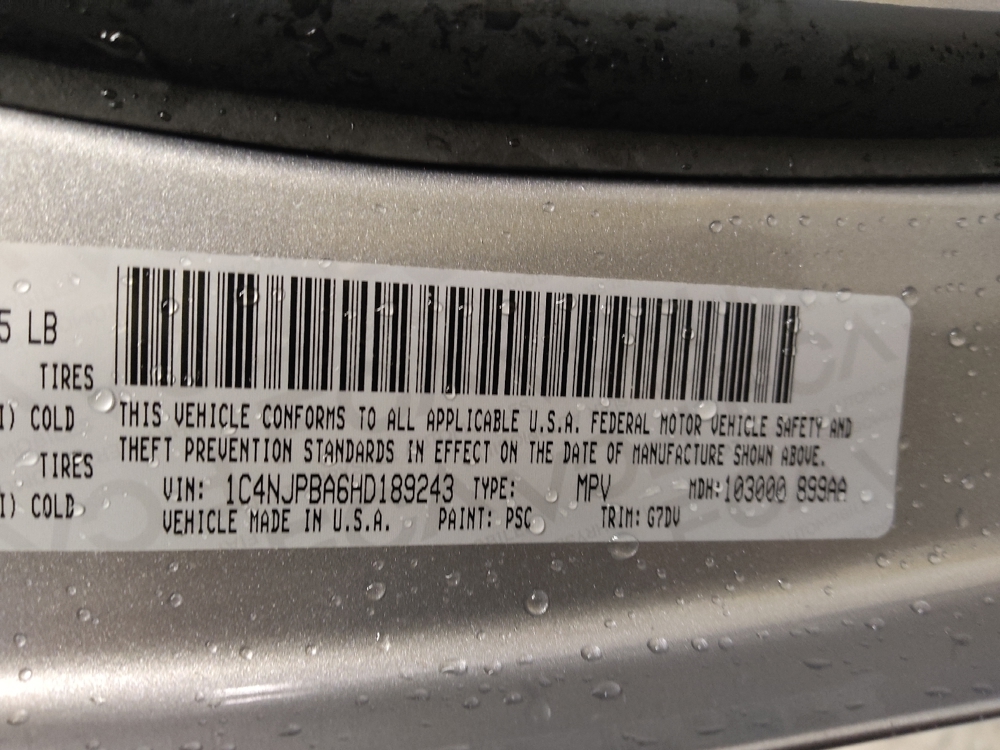 5 LB
TIRES
I) COLD
TIRES
I) COLD
THIS VEHICLE CONFORMS TO ALL APPLICABLE U.S.A. FEDERAL MOTOR VEHICLE SAFETY AND
THEFT PREVENTION STANDARDS IN EFFECT ON THE DATE OF MANUFACTURE SHOWN ABOVE.
VIN: 1C4NJPBA6HD189243 TYPE: MPV MDH:103000 899AA
VEHICLE MADE IN U.S.A. PAINT: PSC TRIM: G7DV